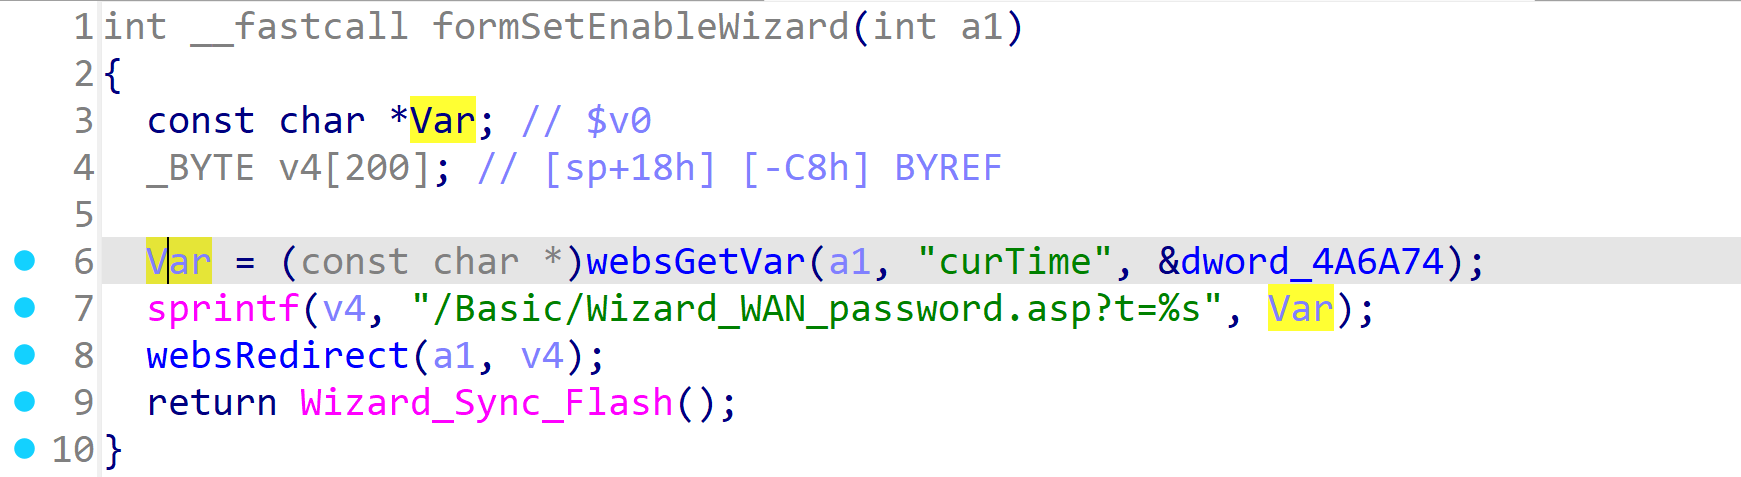 1 int __fastcall formSetEnableWizard(int a1)
2 {
3   const char *Var; // $v0
4   _BYTE v4[200]; // [sp+18h] [-C8h] BYREF
5
6   Var = (const char *)websGetVar(a1, "curTime", &dword_4A6A74);
7   sprintf(v4, "/Basic/Wizard_WAN_password.asp?t=%s", Var);
8   websRedirect(a1, v4);
9   return Wizard_Sync_Flash();
10 }